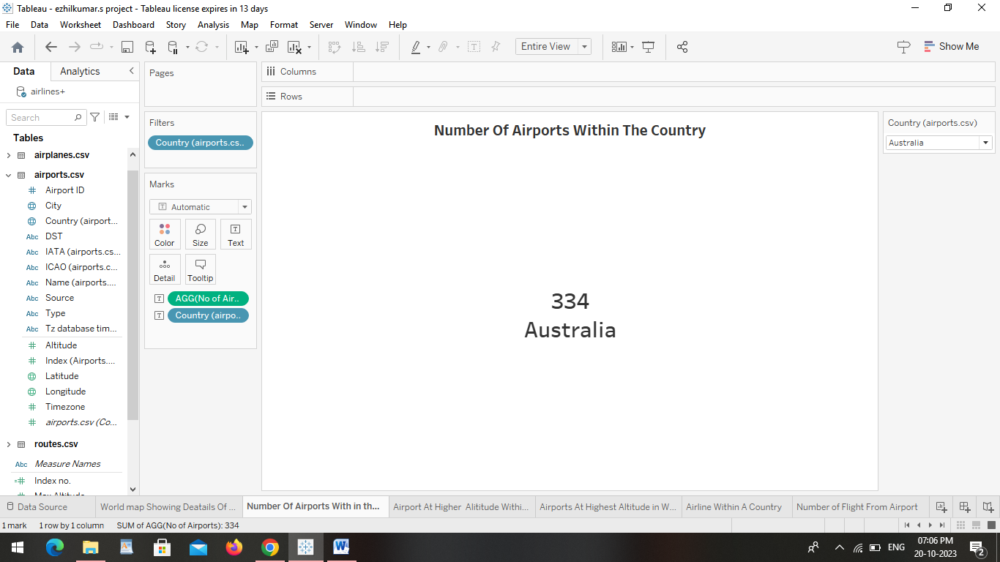 Tableau - ezhilkumar.s project - Tableau license expires in 13 days
File Data Worksheet Dashboard Story Analysis Map Format Server Window Help
Entire View
Show Me
Data Analytics
airlines+
Search
Tables
airplanes.csv
airports.csv
Airport ID
City
Country (airport...
Abc DST
Abc IATA (airports.cs...
Abc ICAO (airports.c...
Abc Name (airports....
Abc Source
Abc Type
Abc Tz database tim...
Altitude
Index (Airports....
Latitude
Longitude
Timezone
airports.csv (Co...
routes.csv
Abc Measure Names
Index no.
Pages
Filters
Country (airports.cs..
Marks
Automatic
Color Size Text
Detail Tooltip
AGG(No of Air..
Country (airpo..
Columns
Rows
Number Of Airports Within The Country
334
Australia
Country (airports.csv)
Australia
Data Source World map Showing Deatails Of ... Number Of Airports With in th... Airport At Higher Alititude Withi... Airports At Highest Altitude in W... Airline Within A Country Number of Flight From Airport
1 mark 1 row by 1 column SUM of AGG(No of Airports): 334
ENG
07:06 PM
20-10-2023
2